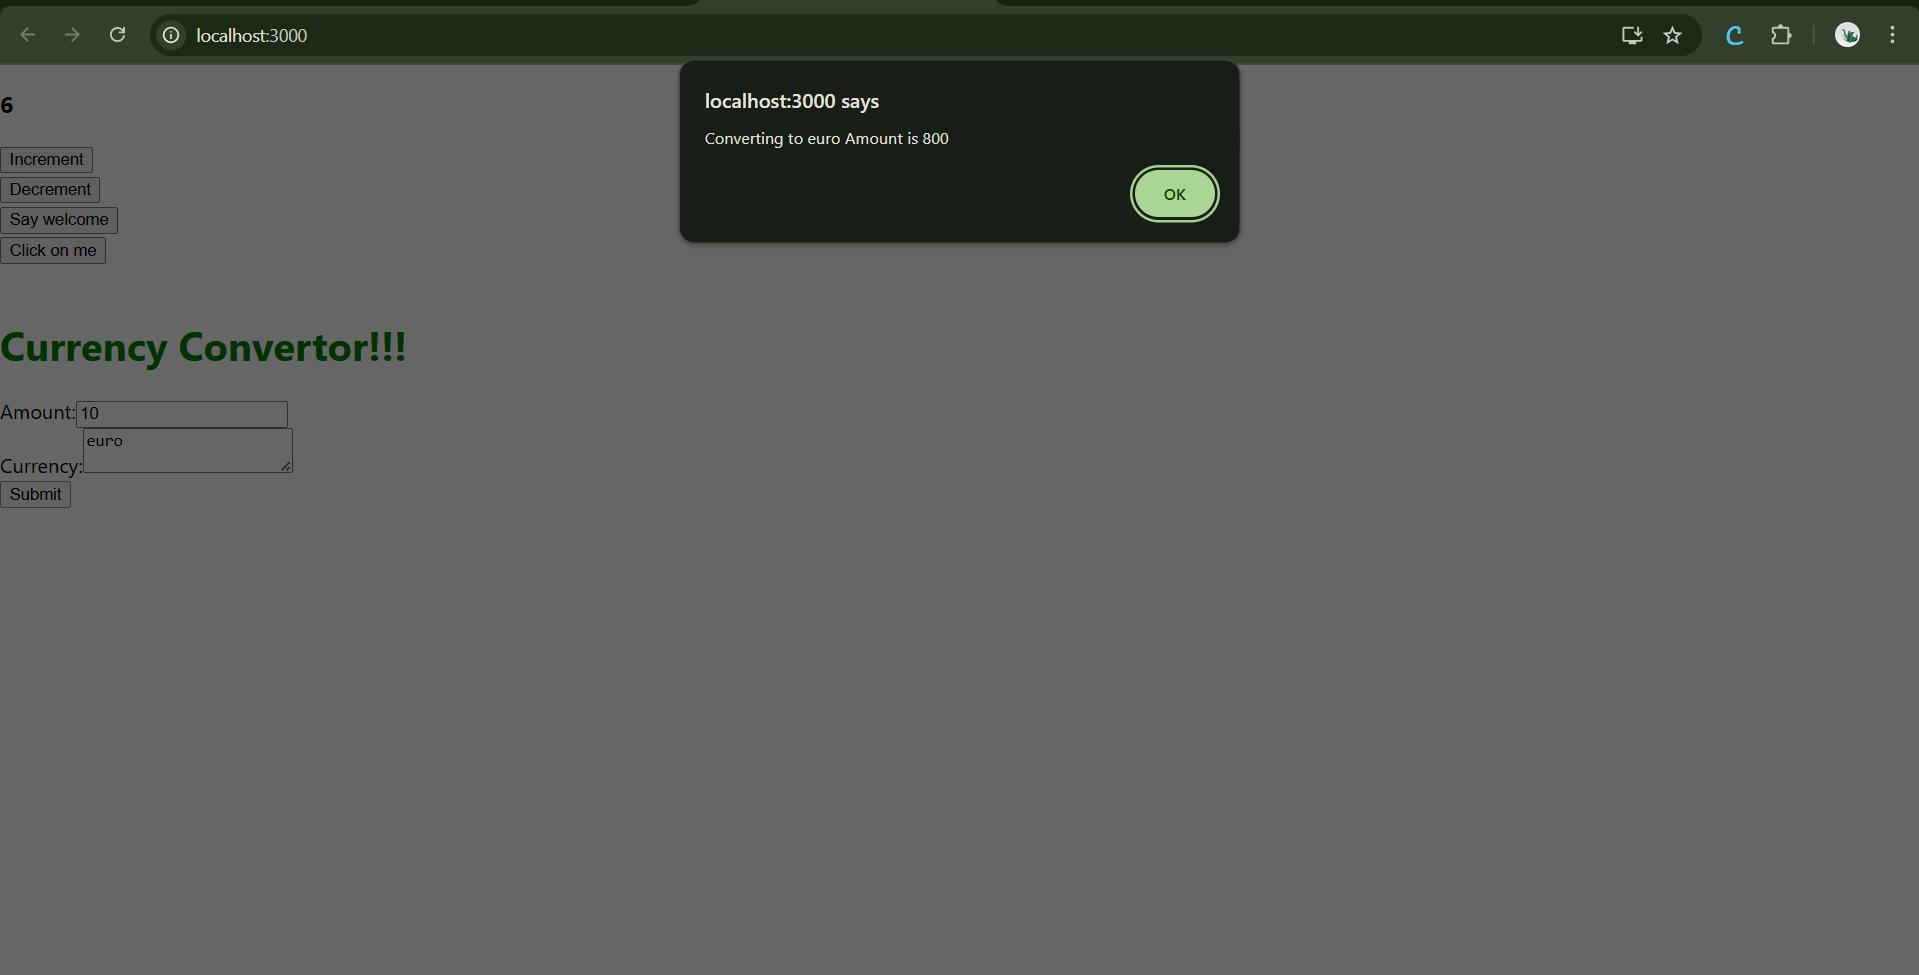 localhost:3000
localhost:3000 says
Converting to euro Amount is 800
OK
6
Increment
Decrement
Say welcome
Click on me
Currency Convertor!!!
Amount:10
Currency:euro
Submit